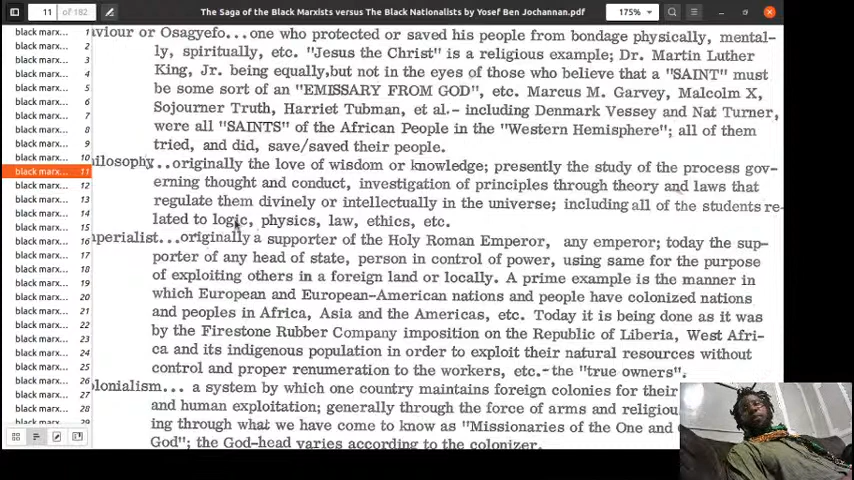 11 of 182
The Saga of the Black Marxists versus The Black Nationalists by Yosef Ben Jochannan.pdf
175%
black marx... 1
black marx... 2
black marx... 3
black marx... 4
black marx... 5
black marx... 6
black marx... 7
black marx... 8
black marx... 9
black marx... 10
black marx... 11
black marx... 12
black marx... 13
black marx... 14
black marx... 15
black marx... 16
black marx... 17
black marx... 18
black marx... 19
black marx... 20
black marx... 21
black marx... 22
black marx... 23
black marx... 24
black marx... 25
black marx... 26
black marx... 27
black marx... 28
black marx... 29
aviour or Osagyefo...one who protected or saved his people from bondage physically, mental-
ly, spiritually, etc. "Jesus the Christ" is a religious example; Dr. Martin Luther
King, Jr. being equally,but not in the eyes of those who believe that a "SAINT" must
be some sort of an "EMISSARY FROM GOD", etc. Marcus M. Garvey, Malcolm X,
Sojourner Truth, Harriet Tubman, et al.- including Denmark Vessey and Nat Turner,
were all "SAINTS" of the African People in the "Western Hemisphere"; all of them
tried, and did, save/saved their people.
hilosophy...originally the love of wisdom or knowledge; presently the study of the process gov-
erning thought and conduct, investigation of principles through theory and laws that
regulate them divinely or intellectually in the universe; including all of the students re-
lated to logic, physics, law, ethics, etc.
mperialist...originally a supporter of the Holy Roman Emperor, any emperor; today the sup-
porter of any head of state, person in control of power, using same for the purpose
of exploiting others in a foreign land or locally. A prime example is the manner in
which European and European-American nations and people have colonized nations
and peoples in Africa, Asia and the Americas, etc. Today it is being done as it was
by the Firestone Rubber Company imposition on the Republic of Liberia, West Afri-
ca and its indigenous population in order to exploit their natural resources without
control and proper renumeration to the workers, etc.-the "true owners".
olonialism... a system by which one country maintains foreign colonies for their
and human exploitation; generally through the force of arms and religiou
ing through what we have come to know as "Missionaries of the One and
God"; the God-head varies according to the colonizer.